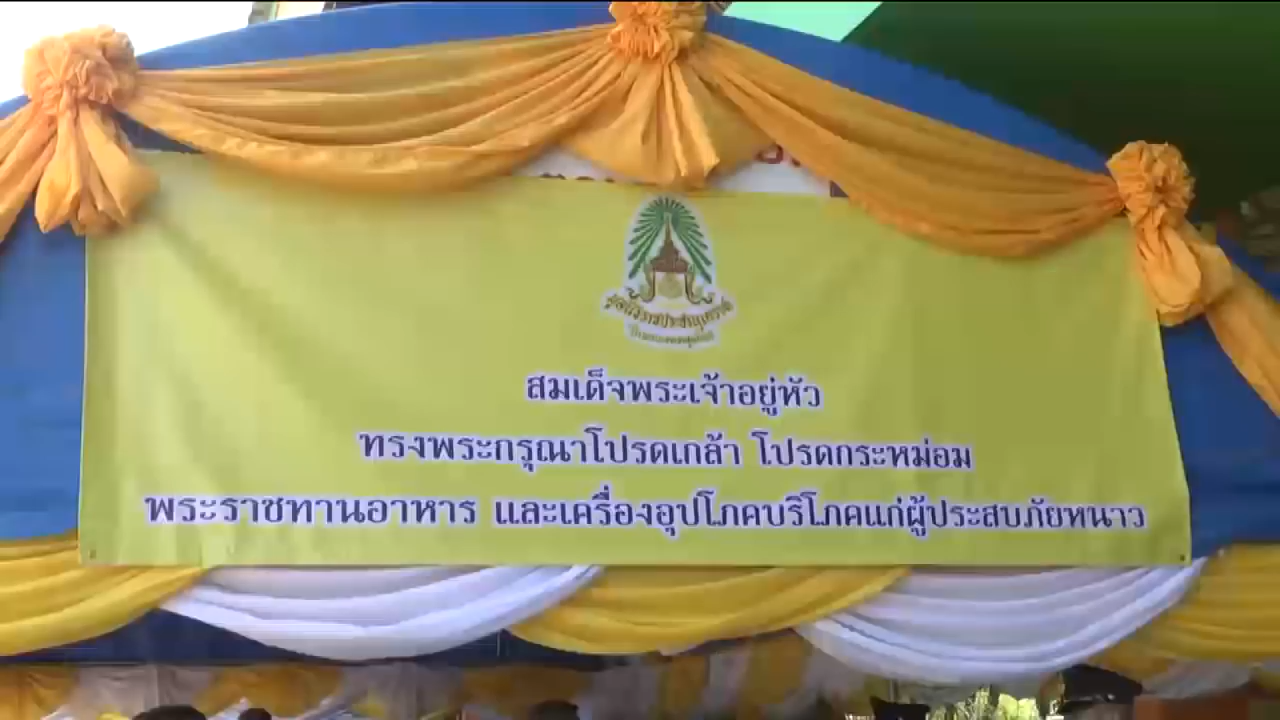 สมเด็จพระเจ้าอยู่หัว
ทรงพระกรุณาโปรดเกล้า โปรดกระหม่อม
พระราชทานอาหาร และเครื่องอุปโภคบริโภคแก่ผู้ประสบภัยหนาว